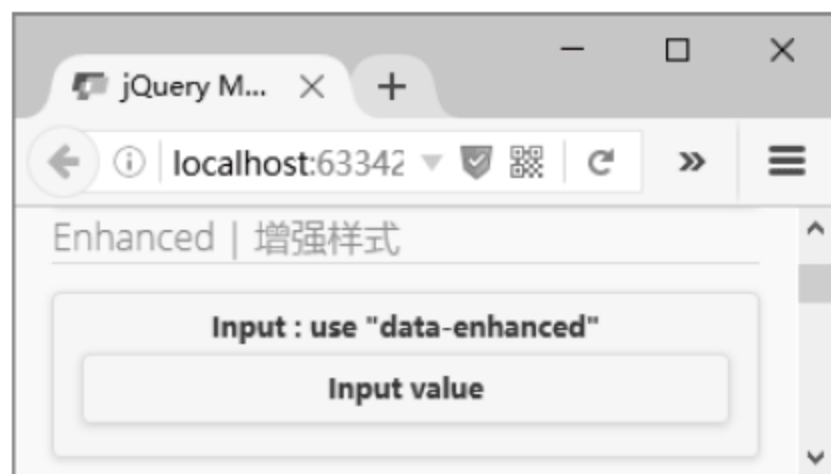 jQuery M...
localhost:63342
Enhanced | 增强样式
Input : use "data-enhanced"
Input value